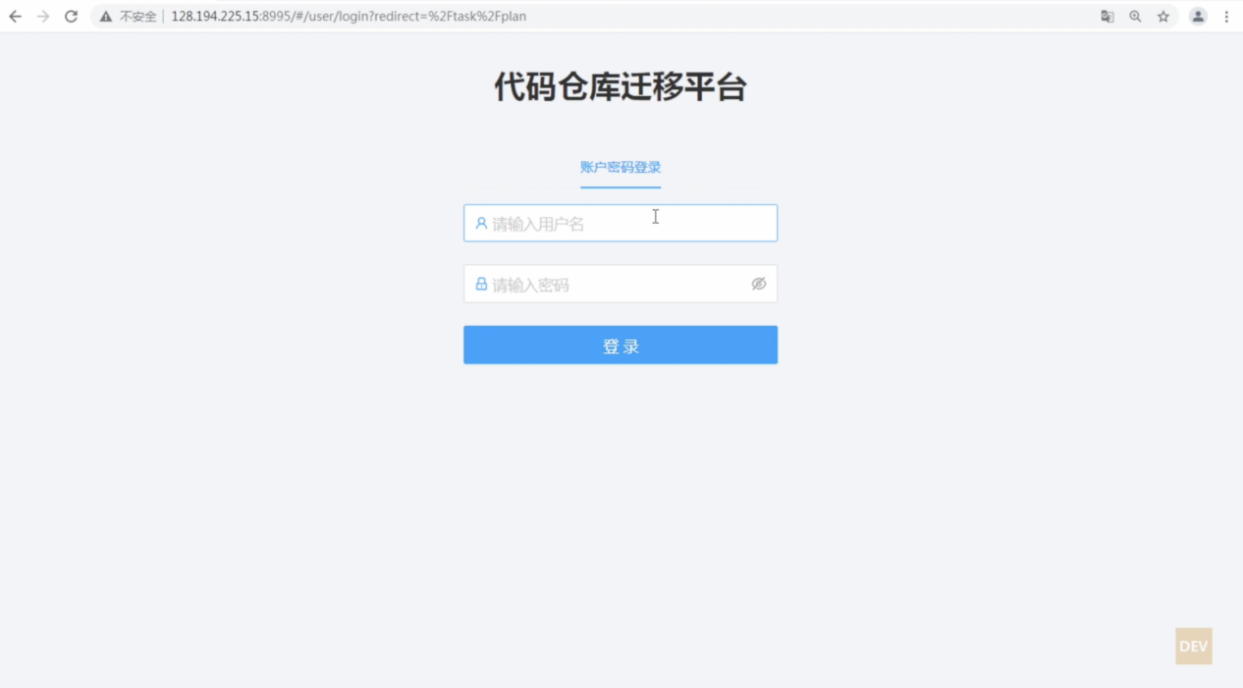 不安全 128.194.225.15:8995/#/user/login?redirect=%2Ftask%2Fplan
代码仓库迁移平台
账户密码登录
请输入用户名
请输入密码
登 录
DEV